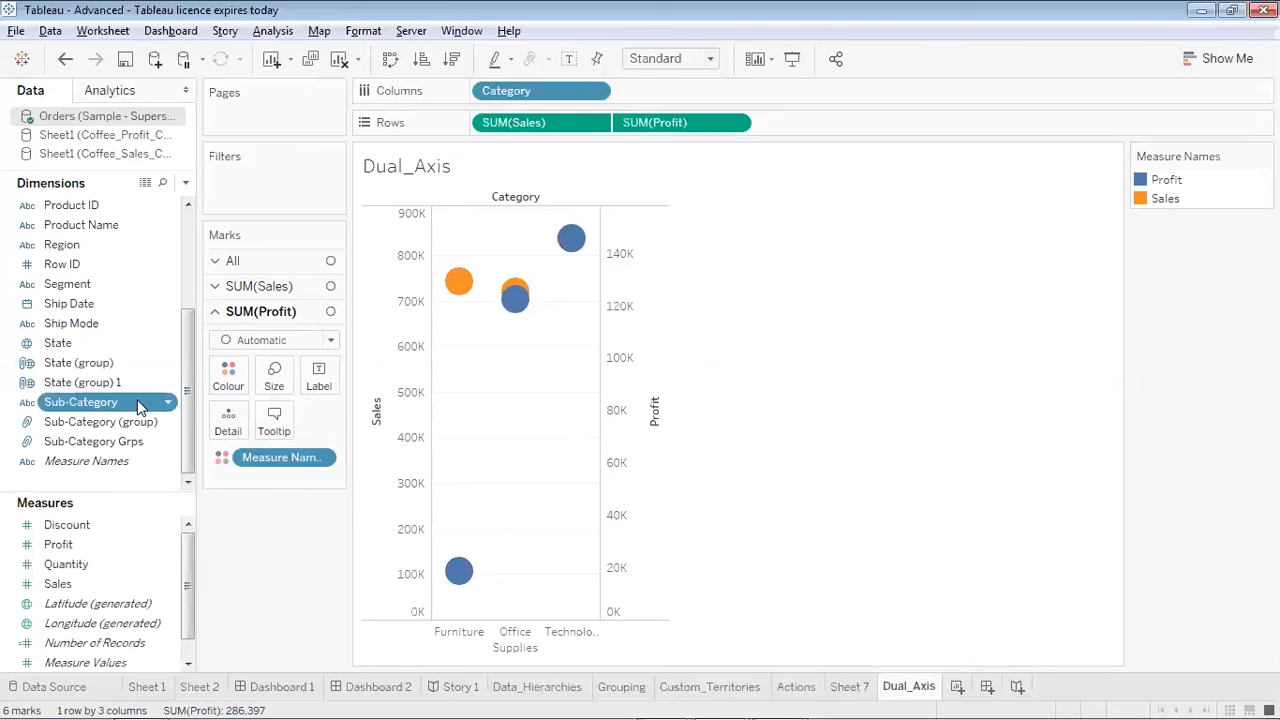 Tableau - Advanced - Tableau licence expires today
File Data Worksheet Dashboard Story Analysis Map Format Server Window Help
Standard
Show Me
Data Analytics
Orders (Sample - Supers...
Sheet1 (Coffee_Profit_C...
Sheet1 (Coffee_Sales_C...
Dimensions
Abc Product ID
Abc Product Name
Abc Region
# Row ID
Abc Segment
Ship Date
Abc Ship Mode
State
State (group)
State (group) 1
Abc Sub-Category
Sub-Category (group)
Sub-Category Grps
Abc Measure Names
Measures
# Discount
# Profit
# Quantity
# Sales
Latitude (generated)
Longitude (generated)
=# Number of Records
# Measure Values
Pages
Filters
Marks
All
SUM(Sales)
SUM(Profit)
Automatic
Colour Size Label
Detail Tooltip
Measure Nam..
Columns Category
Rows SUM(Sales) SUM(Profit)
Dual_Axis
Category
900K
800K
700K
600K
500K
400K
300K
200K
100K
0K
Sales
140K
120K
100K
80K
60K
40K
20K
0K
Profit
Furniture Office Supplies Technolo..
Measure Names
Profit
Sales
Data Source Sheet 1 Sheet 2 Dashboard 1 Dashboard 2 Story 1 Data_Hierarchies Grouping Custom_Territories Actions Sheet 7 Dual_Axis
6 marks 1 row by 3 columns SUM(Profit): 286,397